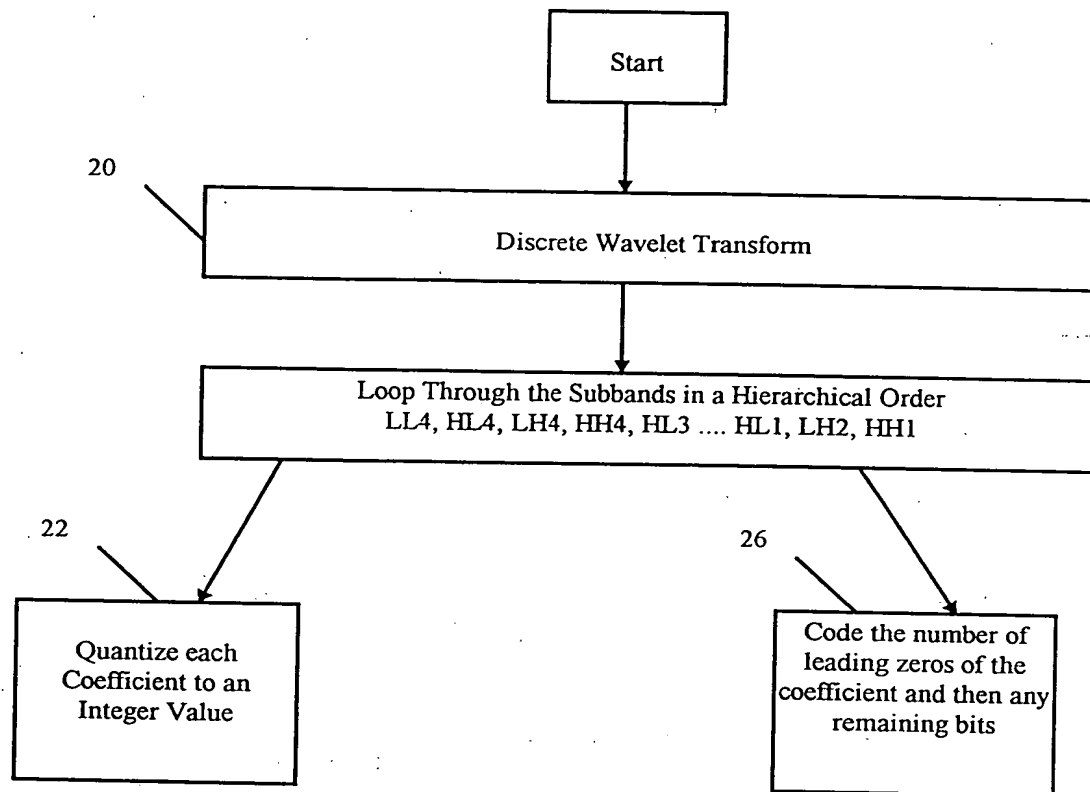 Start
20
Discrete Wavelet Transform
Loop Through the Subbands in a Hierarchical Order
LL4, HL4, LH4, HH4, HL3 .... HL1, LH2, HH1
22
26
Quantize each
Coefficient to an
Integer Value
Code the number of
leading zeros of the
coefficient and then any
remaining bits